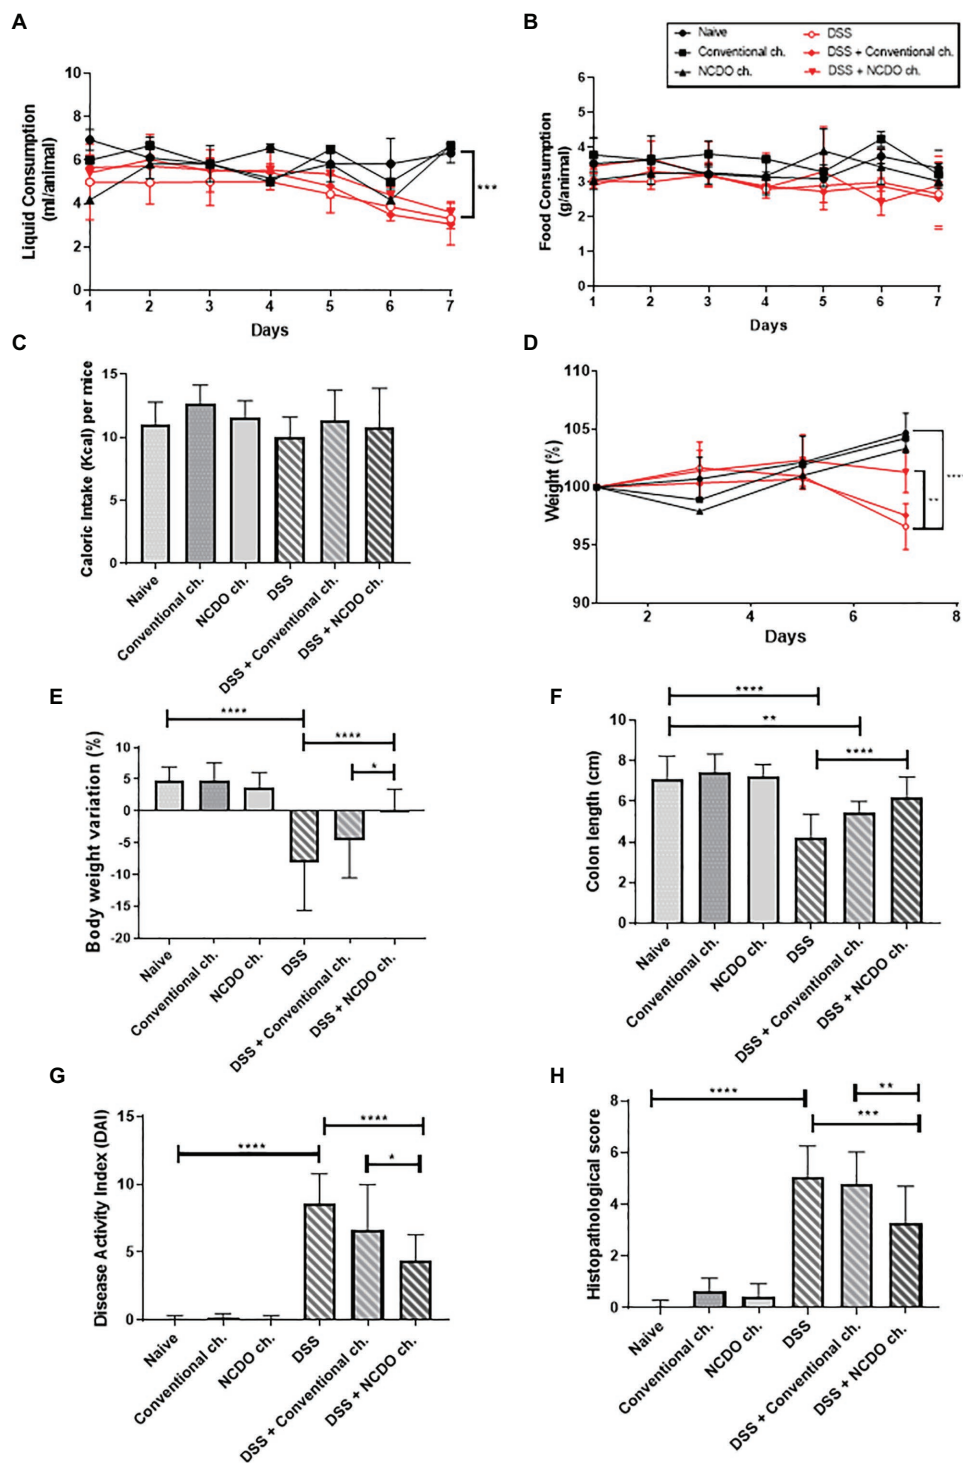 A
Liquid Consumption
(ml/animal)
10
8
6
4
2
0
1 2 3 4 5 6 7
Days
***
B
Naive
Conventional ch.
NCDO ch.
DSS
DSS + Conventional ch.
DSS + NCDO ch.
Food Consumption
(g/animal)
6
5
4
3
2
1
0
1 2 3 4 5 6 7
Days
C
Caloric Intake (Kcal) per mice
15
10
5
0
Naive
Conventional ch.
NCDO ch.
DSS
DSS + Conventional ch.
DSS + NCDO ch.
D
Weight (%)
110
105
100
95
90
2 4 6 8
Days
**
E
Body weight variation (%)
10
5
0
-5
-10
-15
-20
****
****
*
Naive
Conventional ch.
NCDO ch.
DSS
DSS + Conventional ch.
DSS + NCDO ch.
F
Colon length (cm)
10
8
6
4
2
0
****
**
****
Naive
Conventional ch.
NCDO ch.
DSS
DSS + Conventional ch.
DSS + NCDO ch.
G
Disease Activity Index (DAI)
15
10
5
0
****
****
*
Naive
Conventional ch.
NCDO ch.
DSS
DSS + Conventional ch.
DSS + NCDO ch.
H
Histopathological score
8
6
4
2
0
****
**
***
Naive
Conventional ch.
NCDO ch.
DSS
DSS + Conventional ch.
DSS + NCDO ch.